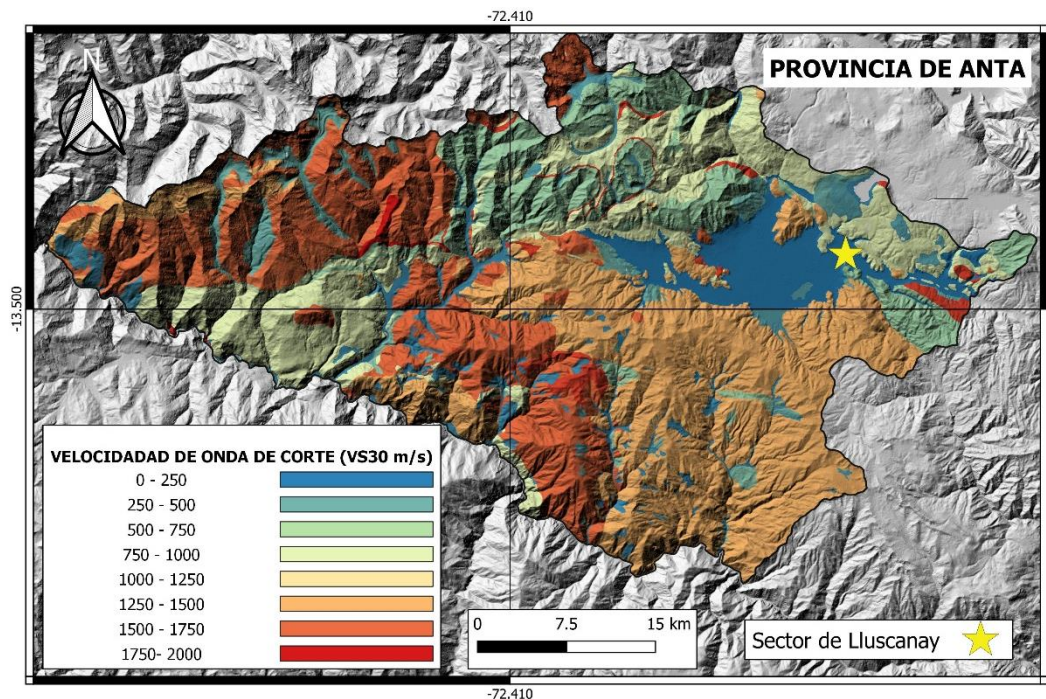 -72.410
PROVINCIA DE ANTA
N
-13.500
VELOCIDADAD DE ONDA DE CORTE (VS30 m/s)
0 - 250
250 - 500
500 - 750
750 - 1000
1000 - 1250
1250 - 1500
1500 - 1750
1750- 2000
0 7.5 15 km
Sector de Lluscanay
-72.410